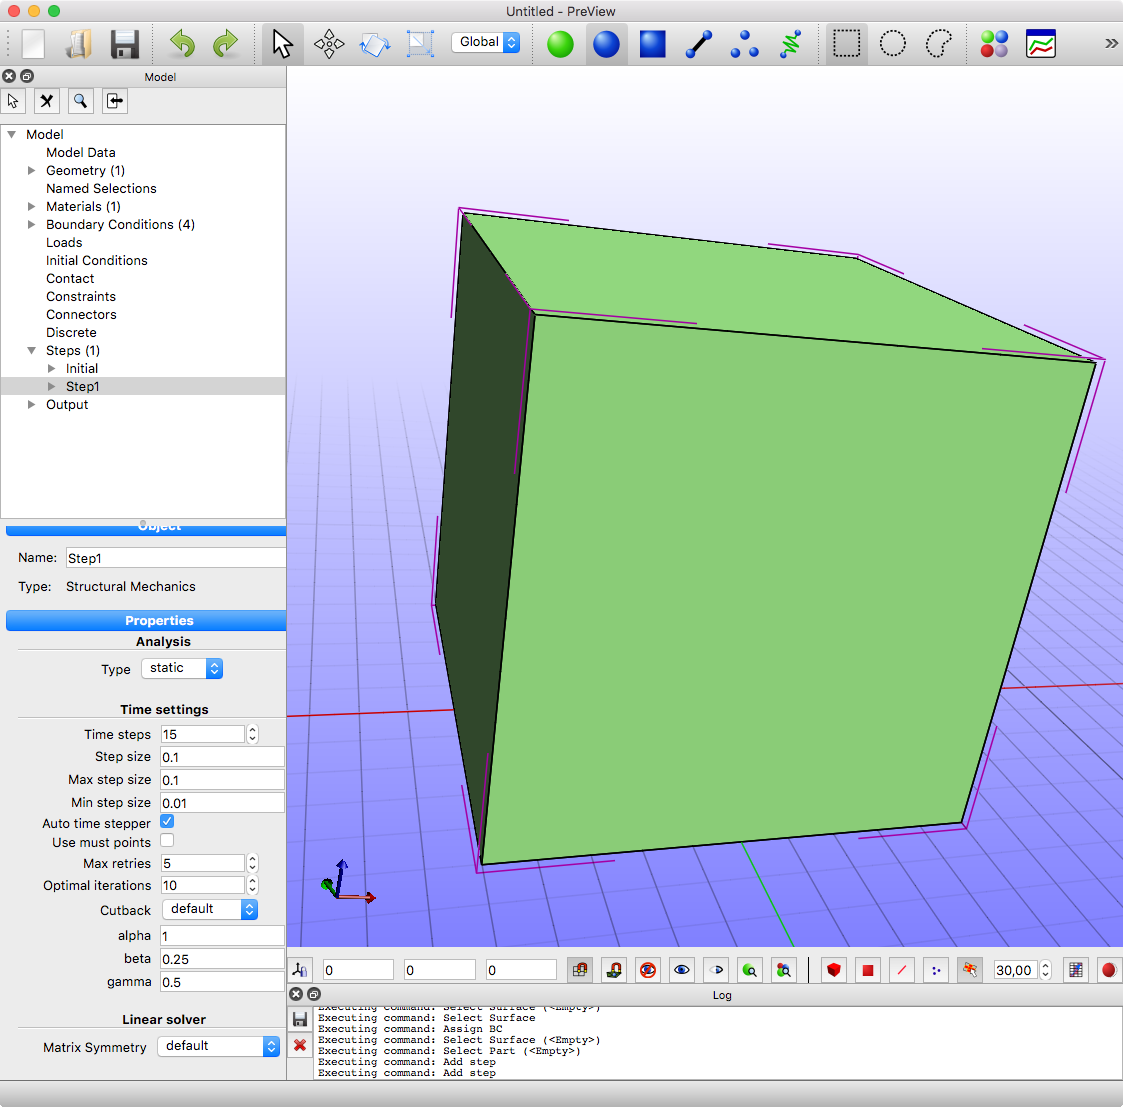 Untitled - PreView
Global
Model
Model
Model Data
Geometry (1)
Named Selections
Materials (1)
Boundary Conditions (4)
Loads
Initial Conditions
Contact
Constraints
Connectors
Discrete
Steps (1)
Initial
Step1
Output
Object
Name: Step1
Type: Structural Mechanics
Properties
Analysis
Type static
Time settings
Time steps 15
Step size 0.1
Max step size 0.1
Min step size 0.01
Auto time stepper
Use must points
Max retries 5
Optimal iterations 10
Cutback default
alpha 1
beta 0.25
gamma 0.5
Linear solver
Matrix Symmetry default
0 0 0 30,00
Log
Executing command: Select Surface (<Empty>)
Executing command: Select Surface
Executing command: Assign BC
Executing command: Select Surface (<Empty>)
Executing command: Select Part (<Empty>)
Executing command: Add step
Executing command: Add step